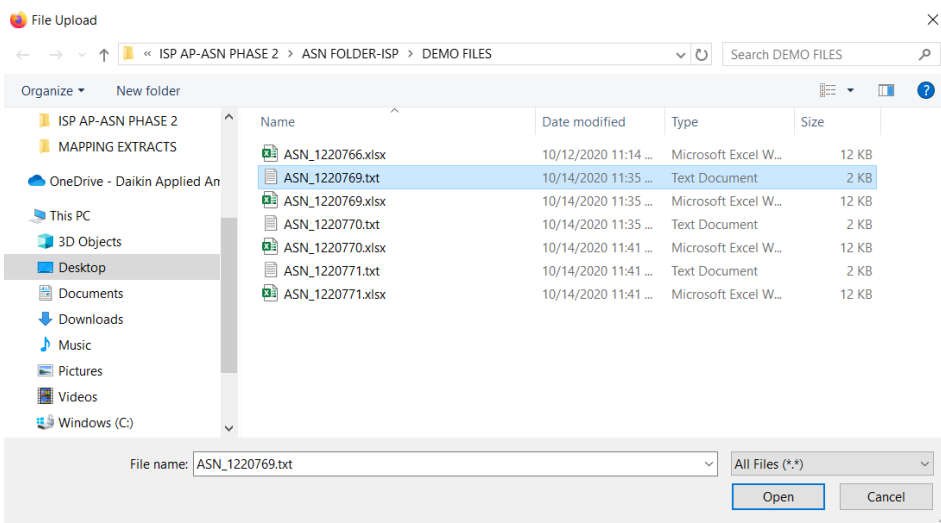 File Upload
« ISP AP-ASN PHASE 2 > ASN FOLDER-ISP > DEMO FILES
Search DEMO FILES
Organize
New folder
ISP AP-ASN PHASE 2
MAPPING EXTRACTS
OneDrive - Daikin Applied Am
This PC
3D Objects
Desktop
Documents
Downloads
Music
Pictures
Videos
Windows (C:)
Name Date modified Type Size
ASN_1220766.xlsx 10/12/2020 11:14 ... Microsoft Excel W... 12 KB
ASN_1220769.txt 10/14/2020 11:35 ... Text Document 2 KB
ASN_1220769.xlsx 10/14/2020 11:35 ... Microsoft Excel W... 12 KB
ASN_1220770.txt 10/14/2020 11:35 ... Text Document 2 KB
ASN_1220770.xlsx 10/14/2020 11:41 ... Microsoft Excel W... 12 KB
ASN_1220771.txt 10/14/2020 11:41 ... Text Document 2 KB
ASN_1220771.xlsx 10/14/2020 11:41 ... Microsoft Excel W... 12 KB
File name: ASN_1220769.txt
All Files (*.*)
Open
Cancel